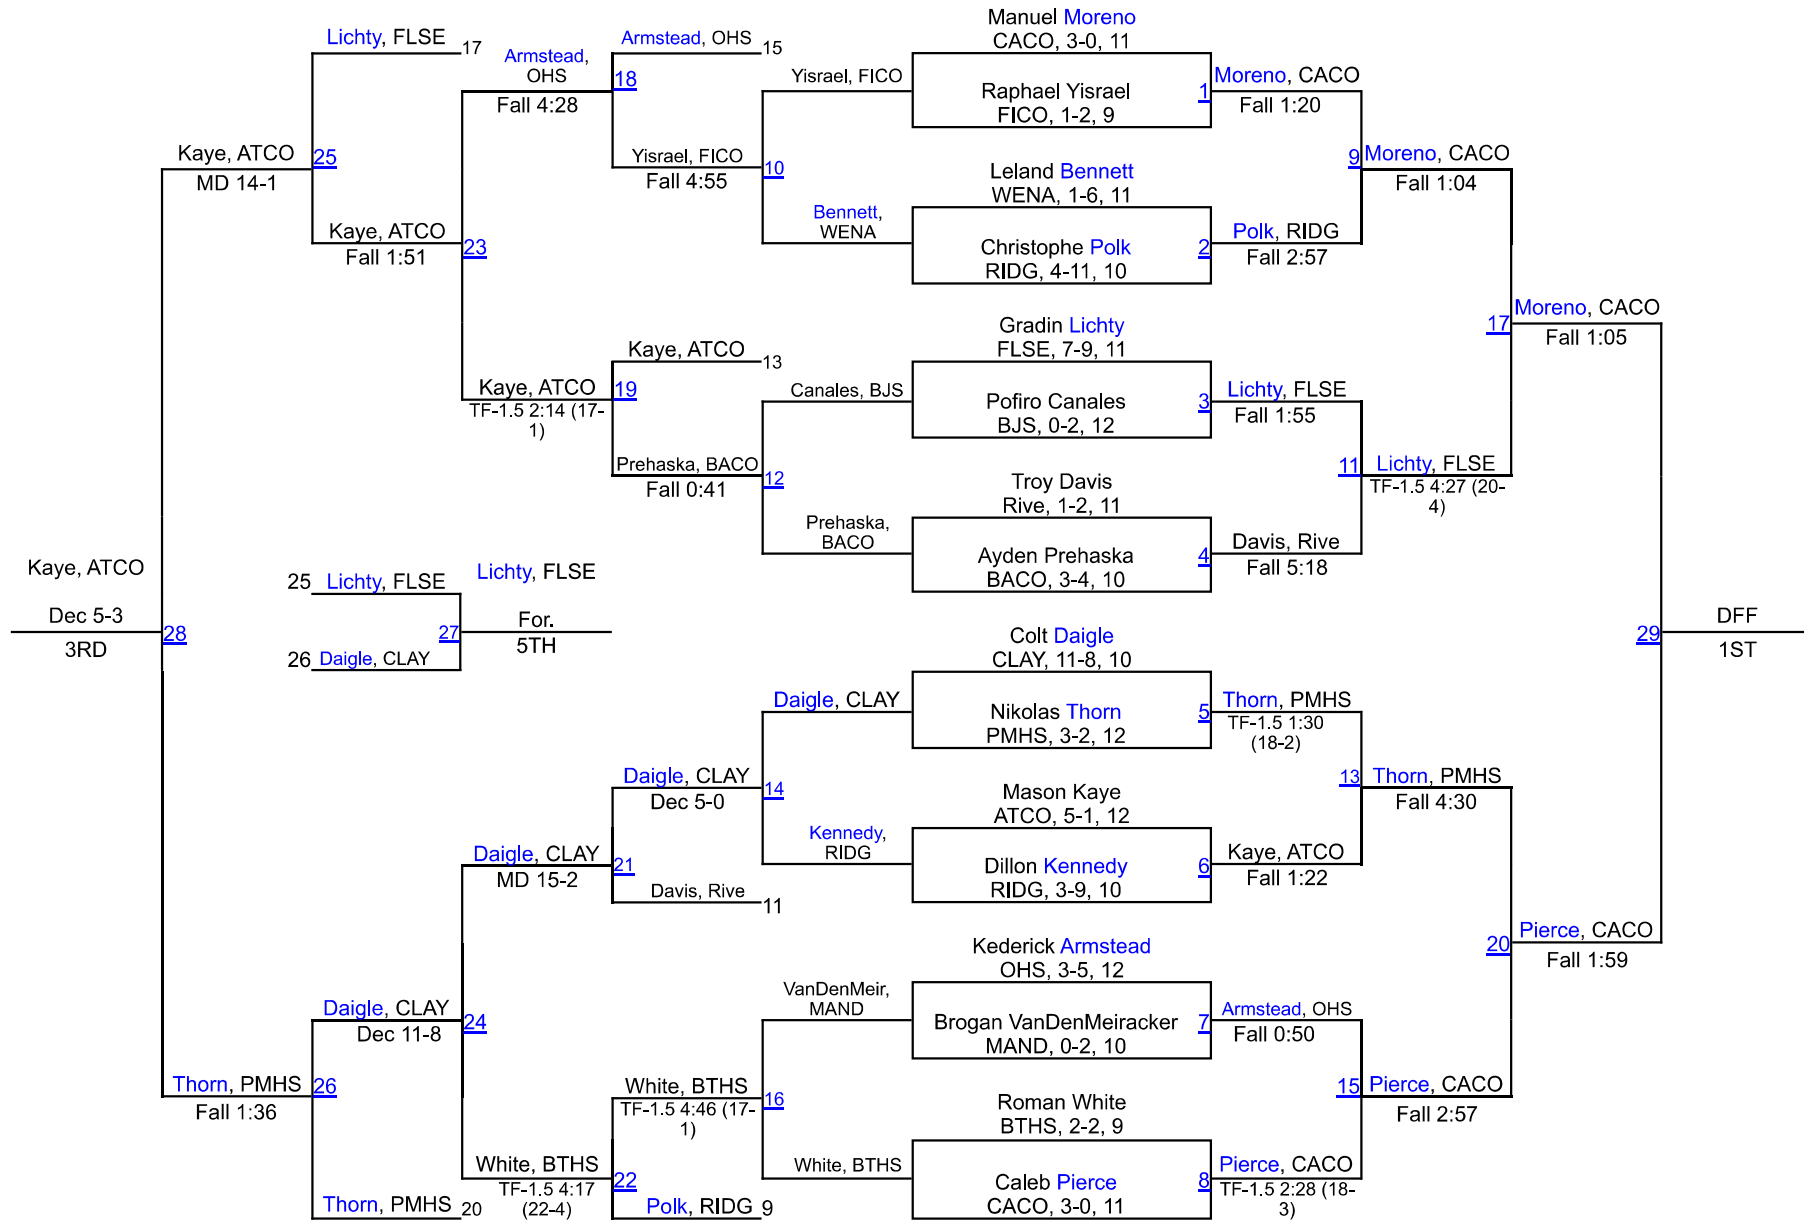 Manuel Moreno
CACO, 3-0, 11
Raphael Yisrael
FICO, 1-2, 9
1
Leland Bennett
WENA, 1-6, 11
Christophe Polk
RIDG, 4-11, 10
2
Gradin Lichty
FLSE, 7-9, 11
Pofiro Canales
BJS, 0-2, 12
3
Troy Davis
Rive, 1-2, 11
Ayden Prehaska
BACO, 3-4, 10
4
Colt Daigle
CLAY, 11-8, 10
Nikolas Thorn
PMHS, 3-2, 12
5
Mason Kaye
ATCO, 5-1, 12
Dillon Kennedy
RIDG, 3-9, 10
6
Kederick Armstead
OHS, 3-5, 12
Brogan VanDenMeiracker
MAND, 0-2, 10
7
Roman White
BTHS, 2-2, 9
Caleb Pierce
CACO, 3-0, 11
8
Moreno, CACO
Fall 1:20
Polk, RIDG
Fall 2:57
Lichty, FLSE
Fall 1:55
Davis, Rive
Fall 5:18
Thorn, PMHS
TF-1.5 1:30
(18-2)
Kaye, ATCO
Fall 1:22
Armstead, OHS
Fall 0:50
Pierce, CACO
TF-1.5 2:28 (18-
3)
9
Moreno, CACO
Fall 1:04
11
Lichty, FLSE
TF-1.5 4:27 (20-
4)
13
Thorn, PMHS
Fall 4:30
15
Pierce, CACO
Fall 2:57
17
Moreno, CACO
Fall 1:05
20
Pierce, CACO
Fall 1:59
29
DFF
1ST
Yisrael, FICO
Bennett,
WENA
Canales, BJS
Prehaska,
BACO
Daigle, CLAY
Kennedy,
RIDG
VanDenMeir,
MAND
White, BTHS
Armstead, OHS
15
Yisrael, FICO
Fall 4:55
10
Kaye, ATCO
13
Prehaska, BACO
Fall 0:41
12
Daigle, CLAY
Dec 5-0
14
Davis, Rive
11
White, BTHS
TF-1.5 4:46 (17-
1)
16
Polk, RIDG
9
Armstead,
OHS
Fall 4:28
18
Kaye, ATCO
TF-1.5 2:14 (17-
1)
19
Daigle, CLAY
MD 15-2
21
White, BTHS
TF-1.5 4:17
(22-4)
22
Lichty, FLSE
17
Kaye, ATCO
Fall 1:51
23
Daigle, CLAY
Dec 11-8
24
Thorn, PMHS
20
Kaye, ATCO
MD 14-1
25
Thorn, PMHS
Fall 1:36
26
25
Lichty, FLSE
26
Daigle, CLAY
27
Lichty, FLSE
For.
5TH
Kaye, ATCO
Dec 5-3
3RD
28